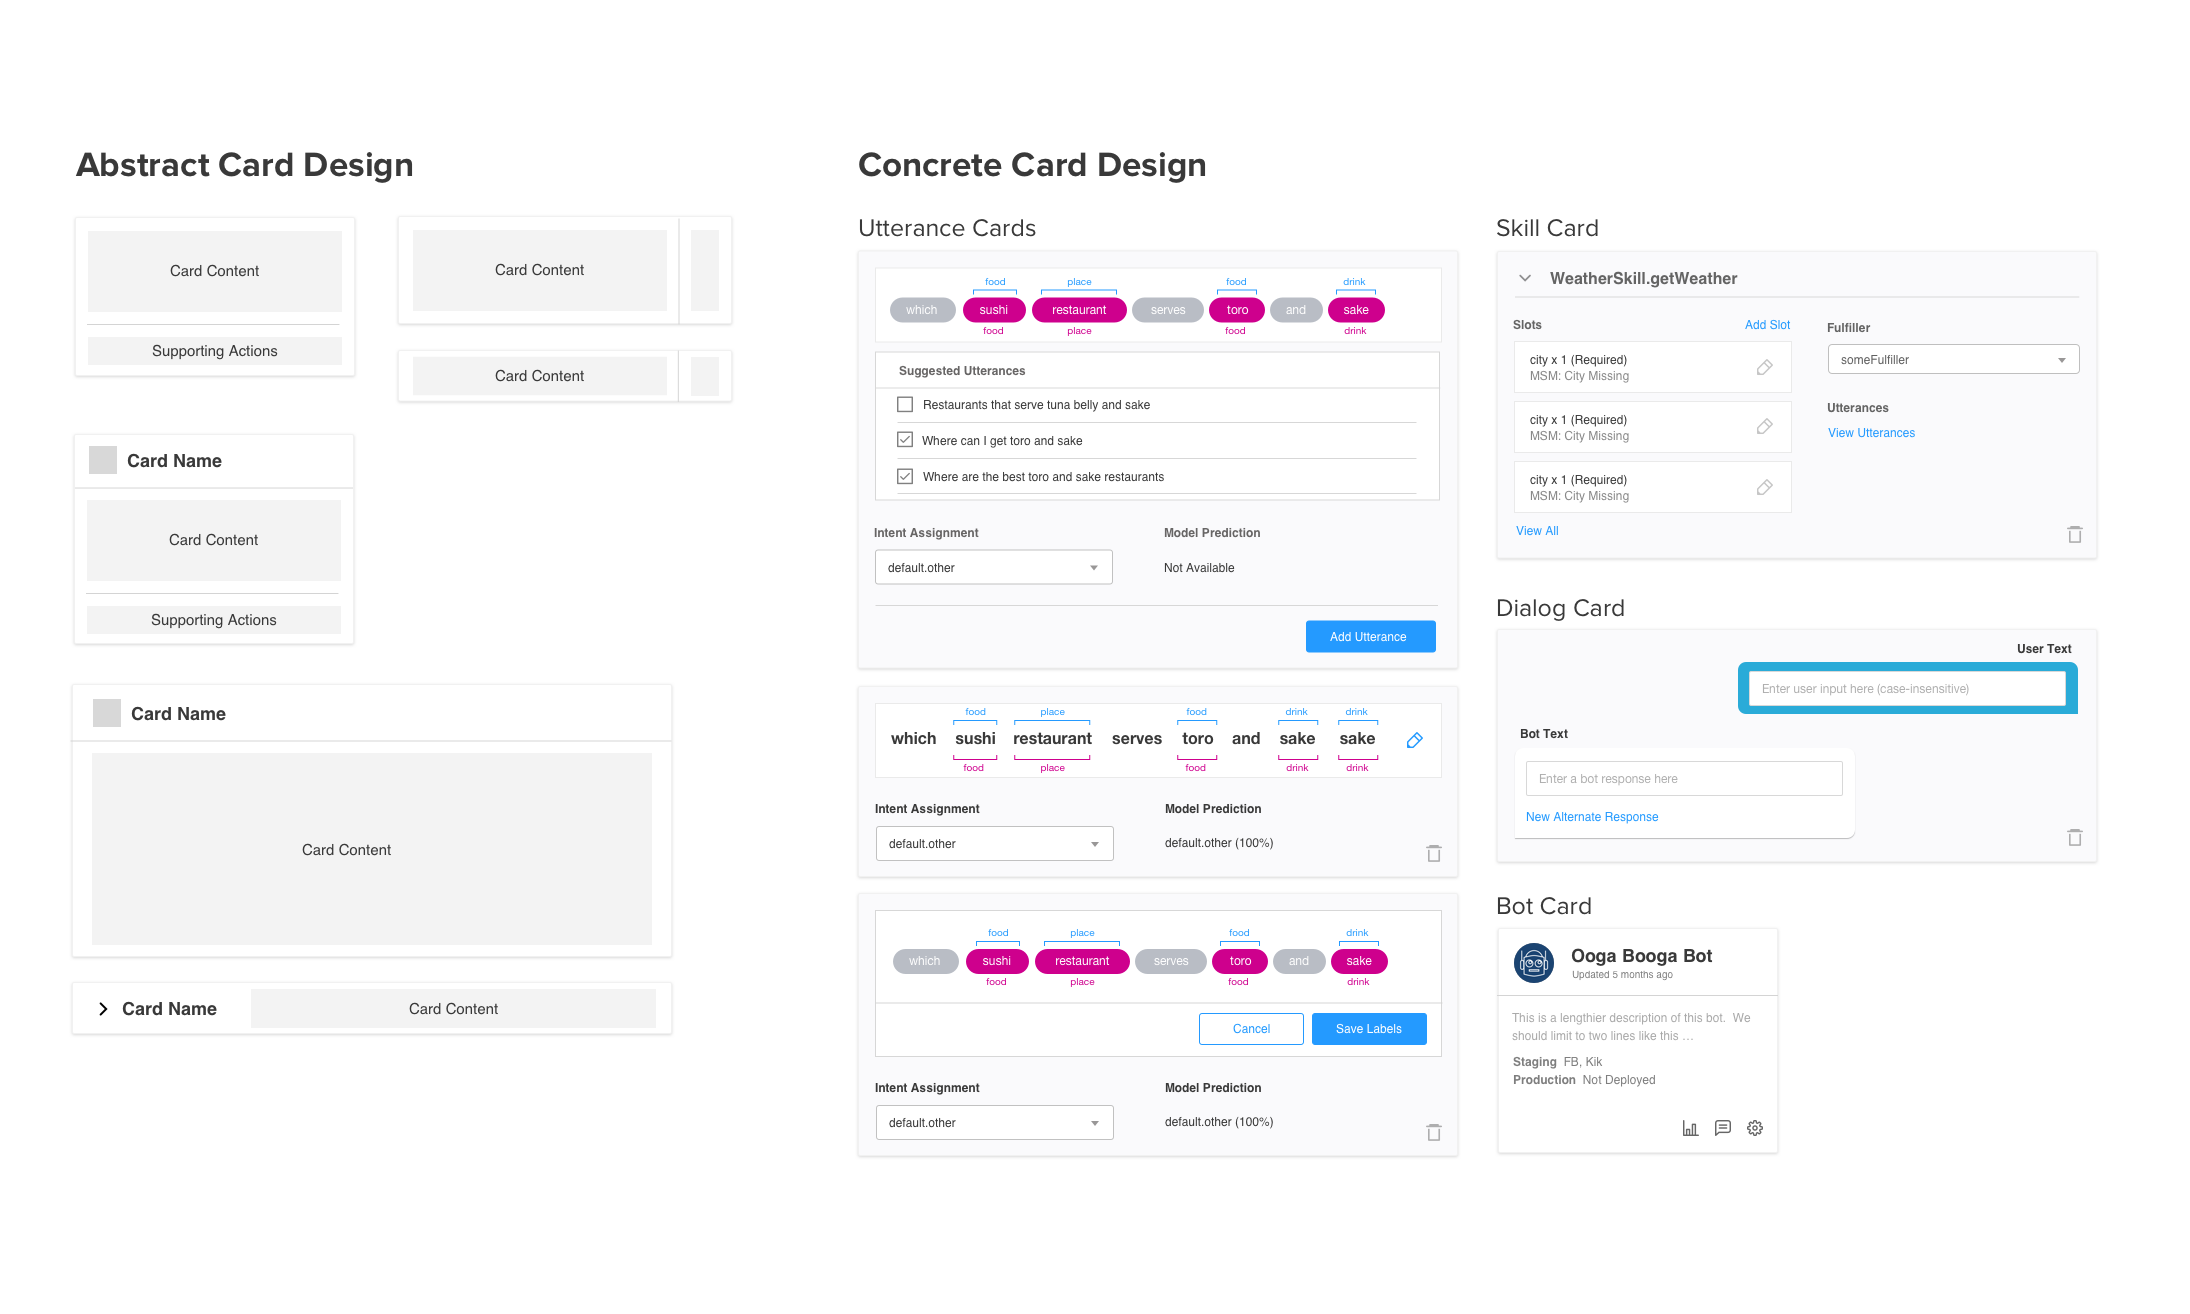 Abstract Card Design
Card Content
Supporting Actions
Card Content
Card Content
Card Name
Card Content
Supporting Actions
Card Name
Card Content
Card Name Card Content
Concrete Card Design
Utterance Cards
food place food drink
which sushi restaurant serves toro and sake
food place food drink
Suggested Utterances
Restaurants that serve tuna belly and sake
Where can I get toro and sake
Where are the best toro and sake restaurants
Intent Assignment Model Prediction
default.other Not Available
Add Utterance
food place food drink drink
which sushi restaurant serves toro and sake sake
food place food drink drink
Intent Assignment Model Prediction
default.other default.other (100%)
food place food drink
which sushi restaurant serves toro and sake
food place food drink
Cancel Save Labels
Intent Assignment Model Prediction
default.other default.other (100%)
Skill Card
WeatherSkill.getWeather
Slots Add Slot
city x 1 (Required)
MSM: City Missing
city x 1 (Required)
MSM: City Missing
city x 1 (Required)
MSM: City Missing
View All
Fulfiller
someFulfiller
Utterances
View Utterances
Dialog Card
User Text
Enter user input here (case-insensitive)
Bot Text
Enter a bot response here
New Alternate Response
Bot Card
Ooga Booga Bot
Updated 5 months ago
This is a lengthier description of this bot. We
should limit to two lines like this …
Staging FB, Kik
Production Not Deployed